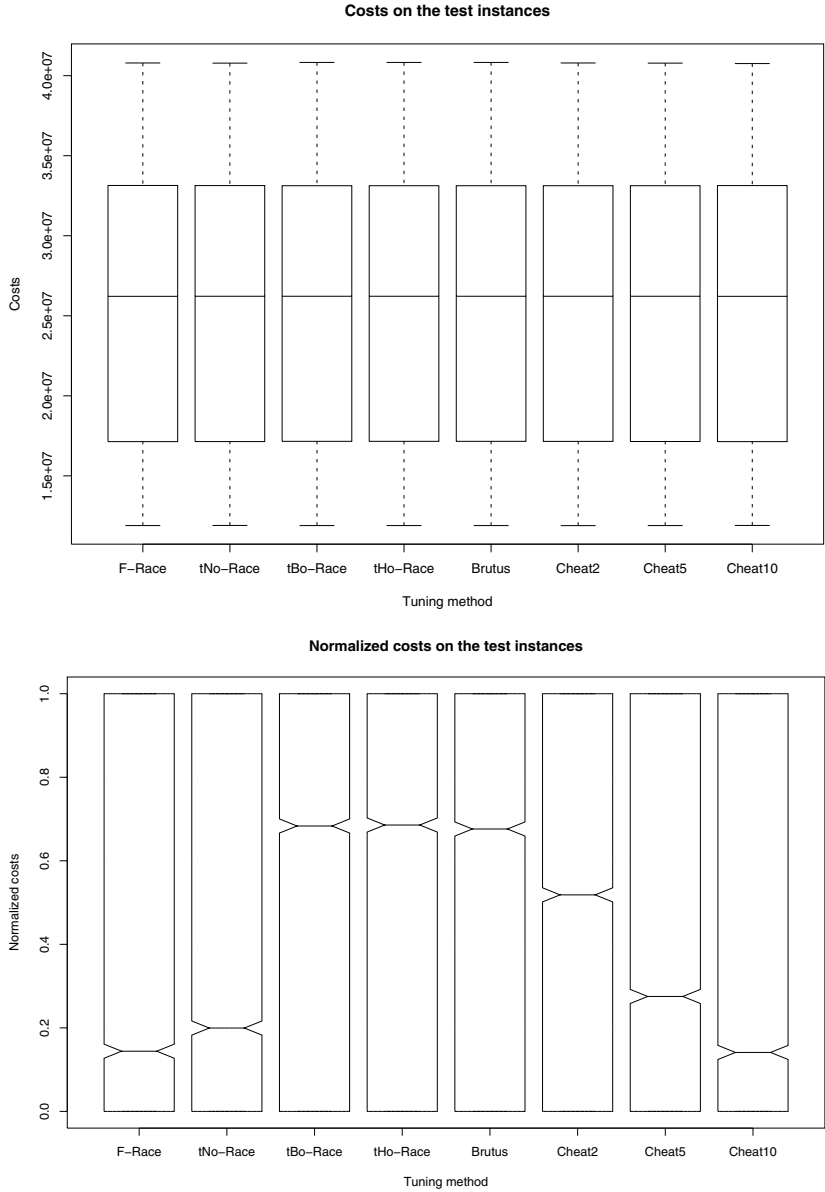 Costs on the test instances
Costs
4.0e+07
3.5e+07
3.0e+07
2.5e+07
2.0e+07
1.5e+07
F−Race tNo−Race tBo−Race tHo−Race Brutus Cheat2 Cheat5 Cheat10
Tuning method
Normalized costs on the test instances
Normalized costs
1.0
0.8
0.6
0.4
0.2
0.0
F−Race tNo−Race tBo−Race tHo−Race Brutus Cheat2 Cheat5 Cheat10
Tuning method